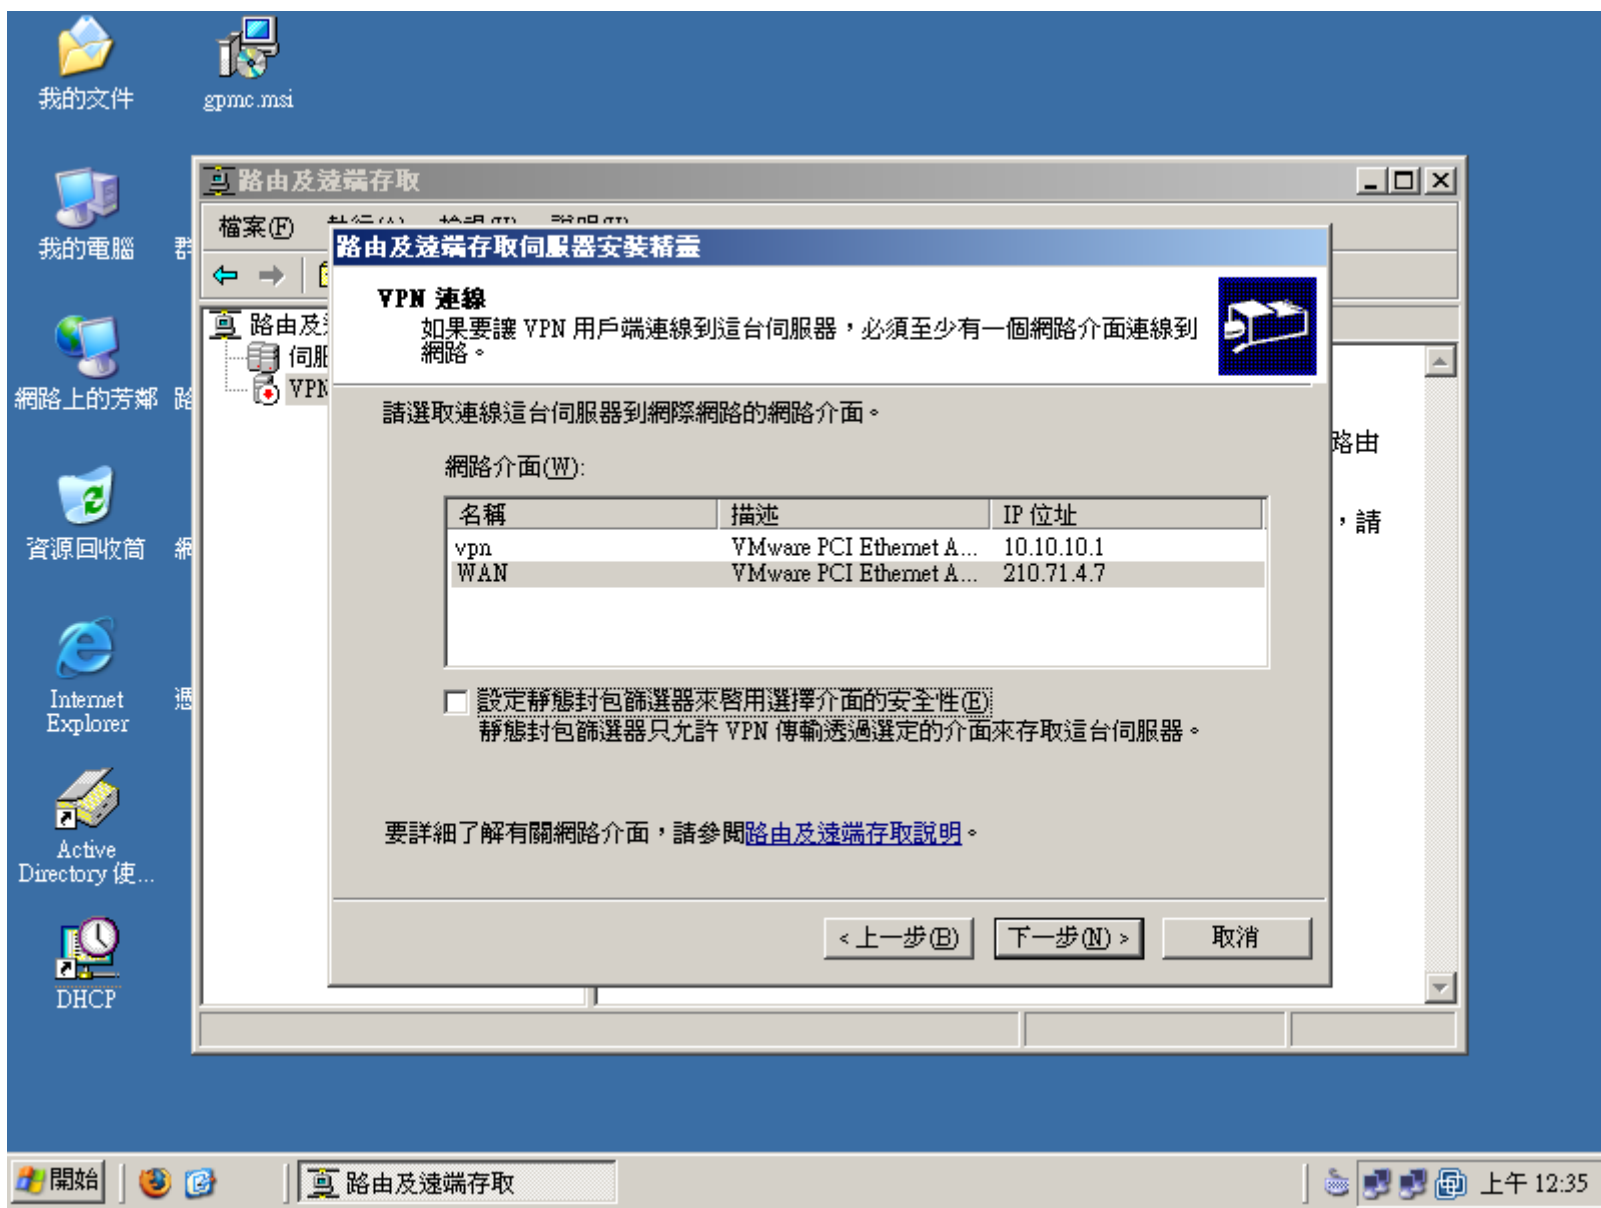 我的文件
gpmc.msi
我的電腦
網路上的芳鄰
資源回收筒
Internet
Explorer
Active
Directory 使...
DHCP
路由及遠端存取
檔案(F)
路由及遠端存取伺服器安裝精靈
VPN 連線
如果要讓 VPN 用戶端連線到這台伺服器，必須至少有一個網路介面連線到
網路。
路由及
伺服
VPN
請選取連線這台伺服器到網際網路的網路介面。
網路介面(W):
名稱 描述 IP 位址
vpn VMware PCI Ethernet A... 10.10.10.1
WAN VMware PCI Ethernet A... 210.71.4.7
設定靜態封包篩選器來啓用選擇介面的安全性(E)
靜態封包篩選器只允許 VPN 傳輸透過選定的介面來存取這台伺服器。
要詳細了解有關網路介面，請參閱路由及遠端存取說明。
<上一步(B)
下一步(N) >
取消
路由
，請
開始
路由及遠端存取
上午 12:35